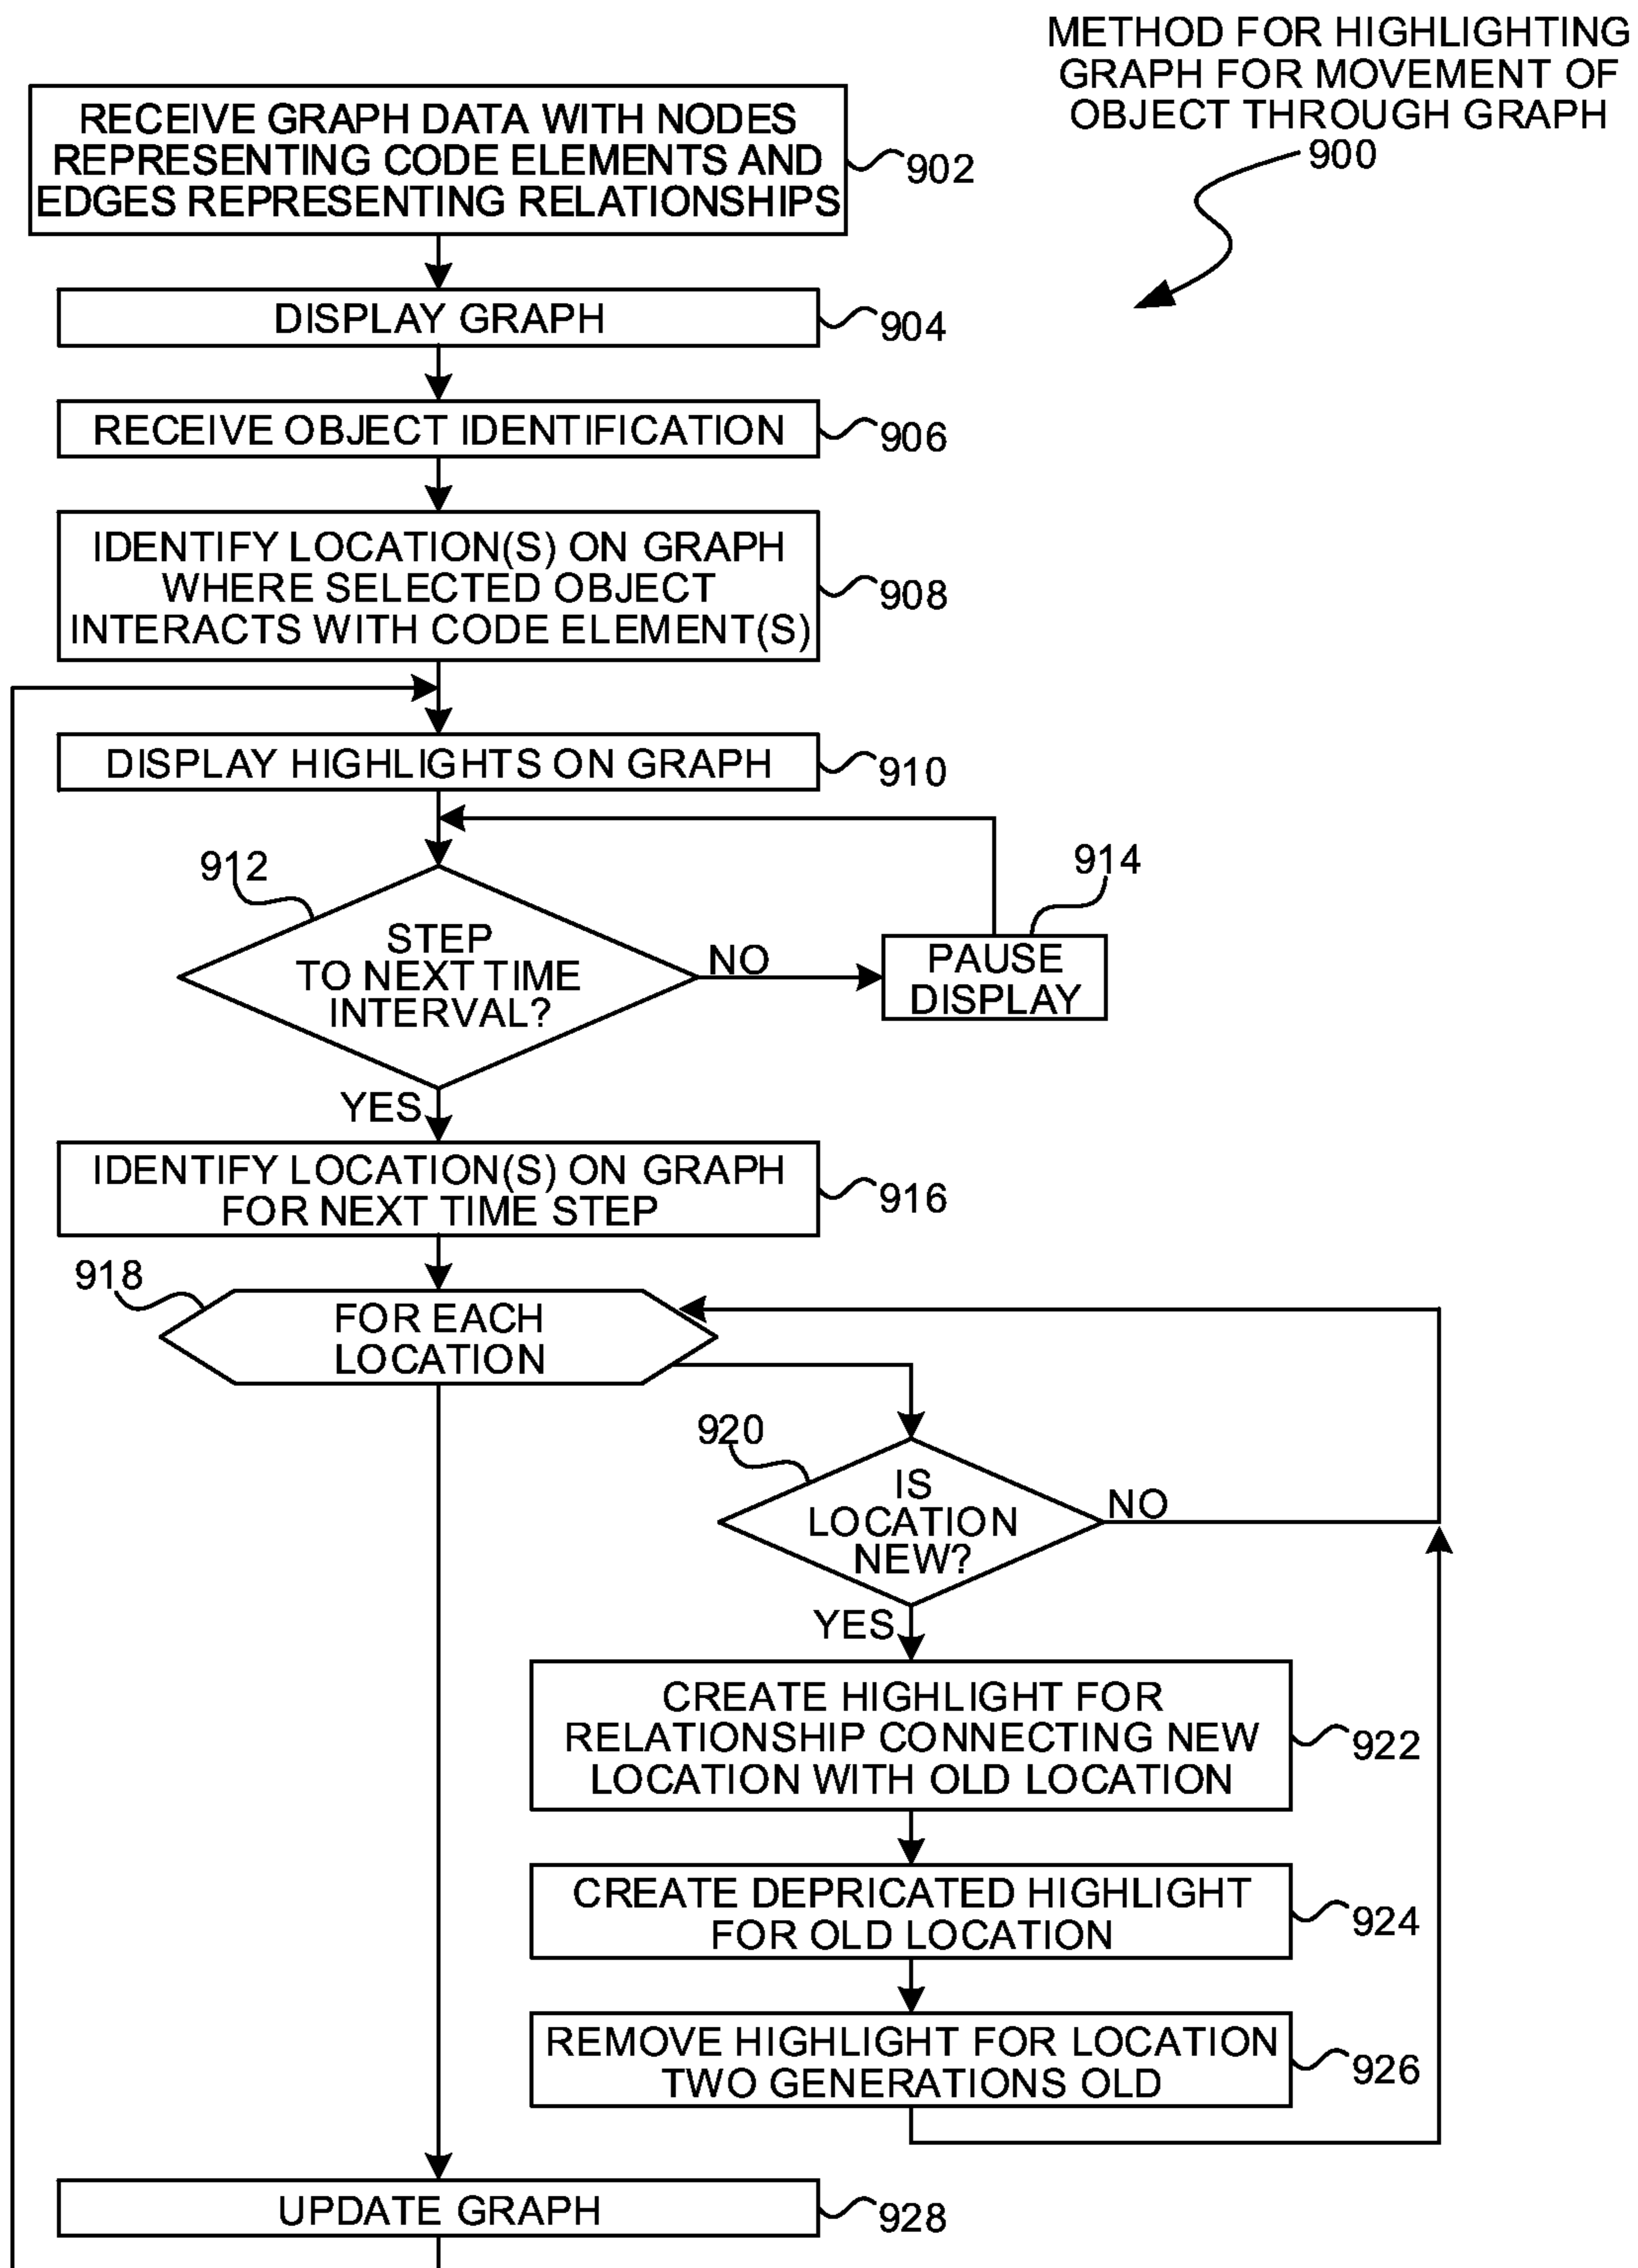 METHOD FOR HIGHLIGHTING
GRAPH FOR MOVEMENT OF
OBJECT THROUGH GRAPH
900
RECEIVE GRAPH DATA WITH NODES
REPRESENTING CODE ELEMENTS AND
EDGES REPRESENTING RELATIONSHIPS
902
DISPLAY GRAPH
904
RECEIVE OBJECT IDENTIFICATION
906
IDENTIFY LOCATION(S) ON GRAPH
WHERE SELECTED OBJECT
INTERACTS WITH CODE ELEMENT(S)
908
DISPLAY HIGHLIGHTS ON GRAPH
910
912
STEP
TO NEXT TIME
INTERVAL?
NO
914
PAUSE
DISPLAY
YES
IDENTIFY LOCATION(S) ON GRAPH
FOR NEXT TIME STEP
916
918
FOR EACH
LOCATION
920
IS
LOCATION
NEW?
NO
YES
CREATE HIGHLIGHT FOR
RELATIONSHIP CONNECTING NEW
LOCATION WITH OLD LOCATION
922
CREATE DEPRICATED HIGHLIGHT
FOR OLD LOCATION
924
REMOVE HIGHLIGHT FOR LOCATION
TWO GENERATIONS OLD
926
UPDATE GRAPH
928